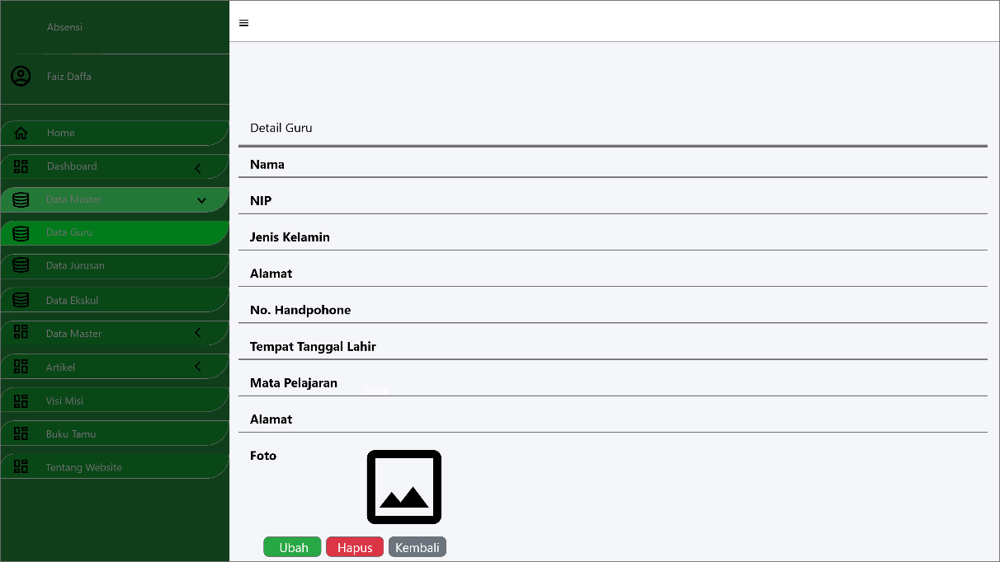 Absensi
Faiz Daffa
Home
Dashboard
Data Master
Data Guru
Data Jurusan
Data Ekskul
Data Master
Artikel
Visi Misi
Buku Tamu
Tentang Website
Detail Guru
Nama
NIP
Jenis Kelamin
Alamat
No. Handpohone
Tempat Tanggal Lahir
Mata Pelajaran
Batal
Alamat
Foto
Ubah Hapus Kembali